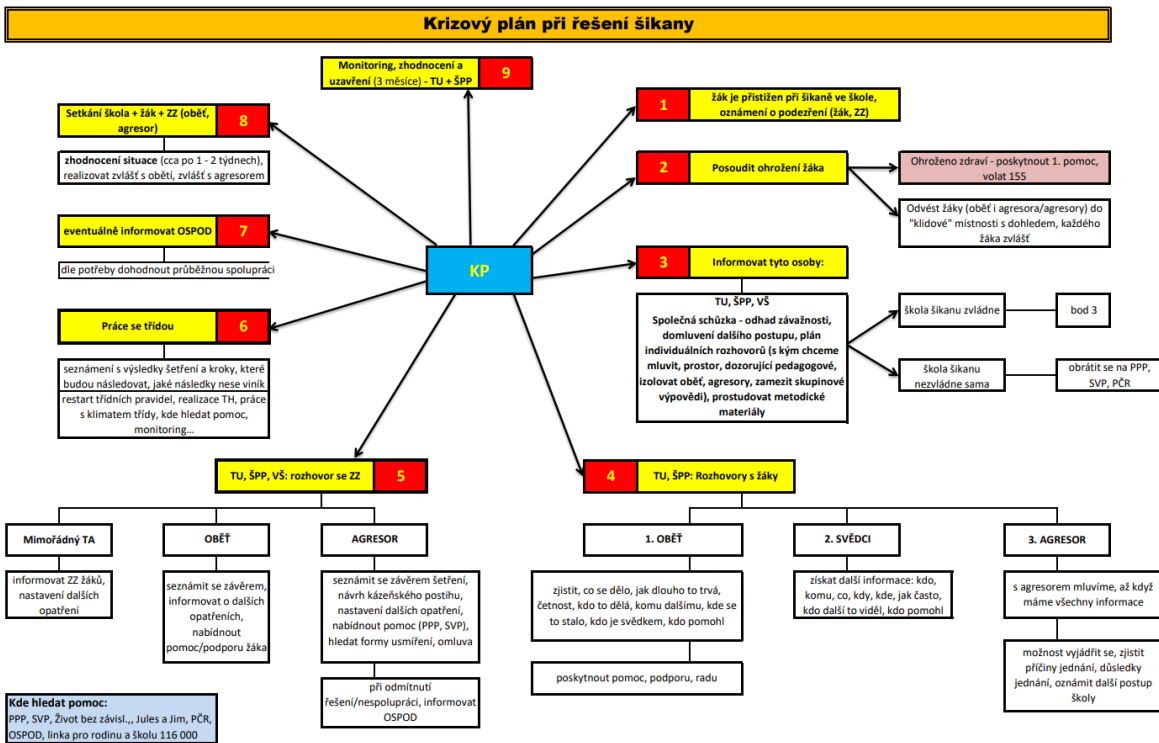 Krizový plán při řešení šikany
Monitoring, zhodnocení a
uzavření (3 měsíce) - TU + ŠPP
9
1
žák je přistižen při šikaně ve škole,
oznámení o podezření (žák, ZZ)
Setkání škola + žák + ZZ (oběť,
agresor)
8
zhodnocení situace (cca po 1 - 2 týdnech),
realizovat zvlášť s obětí, zvlášť s agresorem
2
Posoudit ohrožení žáka
Ohroženo zdraví - poskytnout 1. pomoc,
volat 155
Odvést žáky (oběť i agresora/agresory) do
"klidové" místnosti s dohledem, každého
žáka zvlášť
eventuálně informovat OSPOD
7
dle potřeby dohodnout průběžnou spolupráci
KP
3
Informovat tyto osoby:
TU, ŠPP, VŠ
Společná schůzka - odhad závažnosti,
domluvení dalšího postupu, plán
individuálních rozhovorů (s kým chceme
mluvit, prostor, dozorující pedagogové,
izolovat oběť, agresory, zamezit skupinové
výpovědi), prostudovat metodické
materiály
škola šikanu zvládne
bod 3
škola šikanu
nezvládne sama
obrátit se na PPP,
SVP, PČR
Práce se třídou
6
seznámení s výsledky šetření a kroky, které
budou následovat, jaké následky nese viník
restart třídních pravidel, realizace TH, práce
s klimatem třídy, kde hledat pomoc,
monitoring…
TU, ŠPP, VŠ: rozhovor se ZZ
5
Mimořádný TA
informovat ZZ žáků,
nastavení dalších
opatření
OBĚŤ
seznámit se závěrem,
informovat o dalších
opatřeních,
nabídnout
pomoc/podporu žáka
AGRESOR
seznámit se závěrem šetření,
návrh kázeňského postihu,
nastavení dalších opatření,
nabídnout pomoc (PPP, SVP),
hledat formy usmíření, omluva
při odmítnutí
řešení/nespolupráci, informovat
OSPOD
4
TU, ŠPP: Rozhovory s žáky
1. OBĚŤ
zjistit, co se dělo, jak dlouho to trvá,
četnost, kdo to dělá, komu dalšímu, kde se
to stalo, kdo je svědkem, kdo pomohl
poskytnout pomoc, podporu, radu
2. SVĚDCI
získat další informace: kdo,
komu, co, kdy, kde, jak často,
kdo další to viděl, kdo pomohl
3. AGRESOR
s agresorem mluvíme, až když
máme všechny informace
možnost vyjádřit se, zjistit
příčiny jednání, důsledky
jednání, oznámit další postup
školy
Kde hledat pomoc:
PPP, SVP, Život bez závisl.,, Jules a Jim, PČR,
OSPOD, linka pro rodinu a školu 116 000